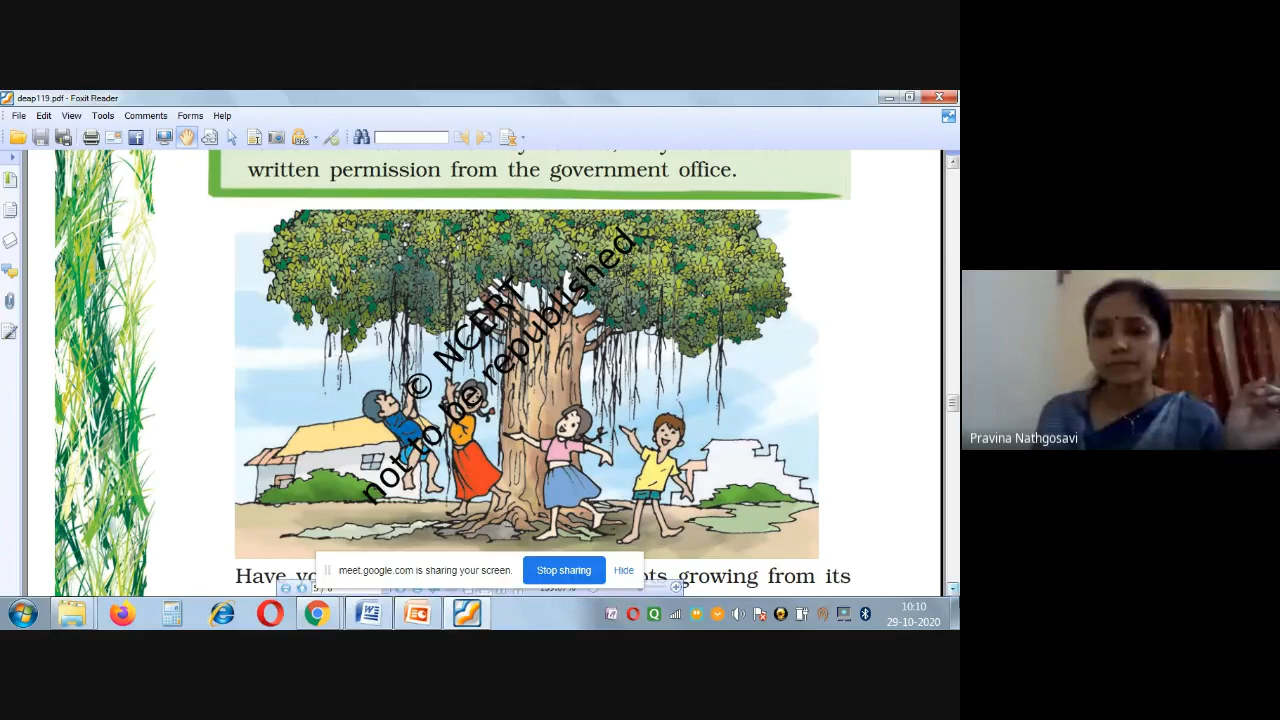 deap119.pdf - Foxit Reader
File Edit View Tools Comments Forms Help
written permission from the government office.
© NCERT
not to be republished
Pravina Nathgosavi
meet.google.com is sharing your screen. Stop sharing Hide
Have growing from its
10:10
29-10-2020